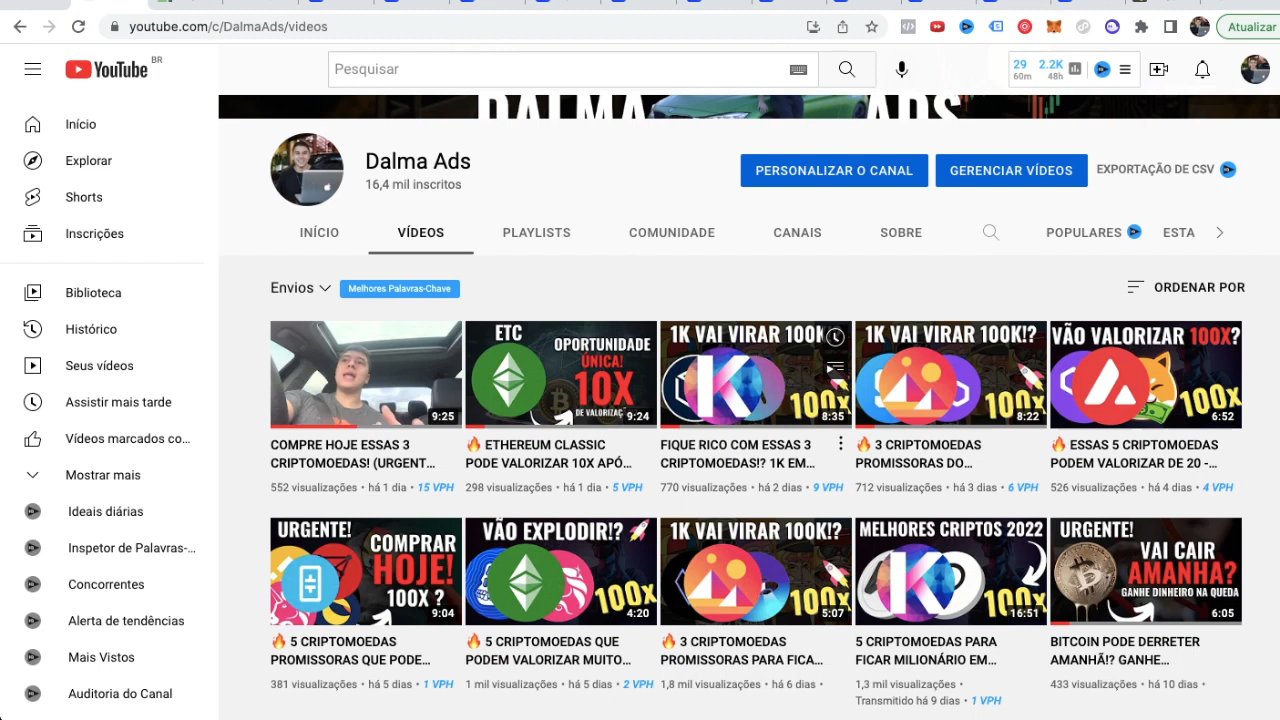 youtube.com/c/DalmaAds/videos
Atualizar
YouTube BR
Pesquisar
29 60m 2.2K 48h
DALMA ADS
Dalma Ads
16,4 mil inscritos
PERSONALIZAR O CANAL
GERENCIAR VÍDEOS
EXPORTAÇÃO DE CSV
INÍCIO VÍDEOS PLAYLISTS COMUNIDADE CANAIS SOBRE POPULARES ESTA
Início
Explorar
Shorts
Inscrições
Biblioteca
Histórico
Seus vídeos
Assistir mais tarde
Vídeos marcados co...
Mostrar mais
Ideais diárias
Inspetor de Palavras-...
Concorrentes
Alerta de tendências
Mais Vistos
Auditoria do Canal
Envios
Melhores Palavras-Chave
ORDENAR POR
9:25
COMPRE HOJE ESSAS 3
CRIPTOMOEDAS! (URGENT...
552 visualizações • há 1 dia • 15 VPH
ETC
OPORTUNIDADE
ÚNICA!
10X
DE VALORIZAÇ
9:24
🔥 ETHEREUM CLASSIC
PODE VALORIZAR 10X APÓ...
298 visualizações • há 1 dia • 5 VPH
1K VAI VIRAR 100K
100x
8:35
FIQUE RICO COM ESSAS 3
CRIPTOMOEDAS!? 1K EM...
770 visualizações • há 2 dias • 9 VPH
1K VAI VIRAR 100K!?
100x
8:22
🔥 3 CRIPTOMOEDAS
PROMISSORAS DO...
712 visualizações • há 3 dias • 6 VPH
VÃO VALORIZAR 100X?
100x
6:52
🔥 ESSAS 5 CRIPTOMOEDAS
PODEM VALORIZAR DE 20 -...
526 visualizações • há 4 dias • 4 VPH
URGENTE!
COMPRAR
HOJE!
100X ?
9:04
🔥 5 CRIPTOMOEDAS
PROMISSORAS QUE PODE...
381 visualizações • há 5 dias • 1 VPH
VÃO EXPLODIR!?
100x
4:20
🔥 5 CRIPTOMOEDAS QUE
PODEM VALORIZAR MUITO...
1 mil visualizações • há 5 dias • 2 VPH
1K VAI VIRAR 100K!?
100x
5:07
🔥 3 CRIPTOMOEDAS
PROMISSORAS PARA FICA...
1,8 mil visualizações • há 6 dias •
MELHORES CRIPTOS 2022
100x
16:51
5 CRIPTOMOEDAS PARA
FICAR MILIONÁRIO EM...
1,3 mil visualizações •
Transmitido há 9 dias • 1 VPH
URGENTE!
VAI CAIR
AMANHÃ?
GANHE DINHEIRO NA QUEDA
6:05
BITCOIN PODE DERRETER
AMANHÃ!? GANHE...
433 visualizações • há 10 dias •